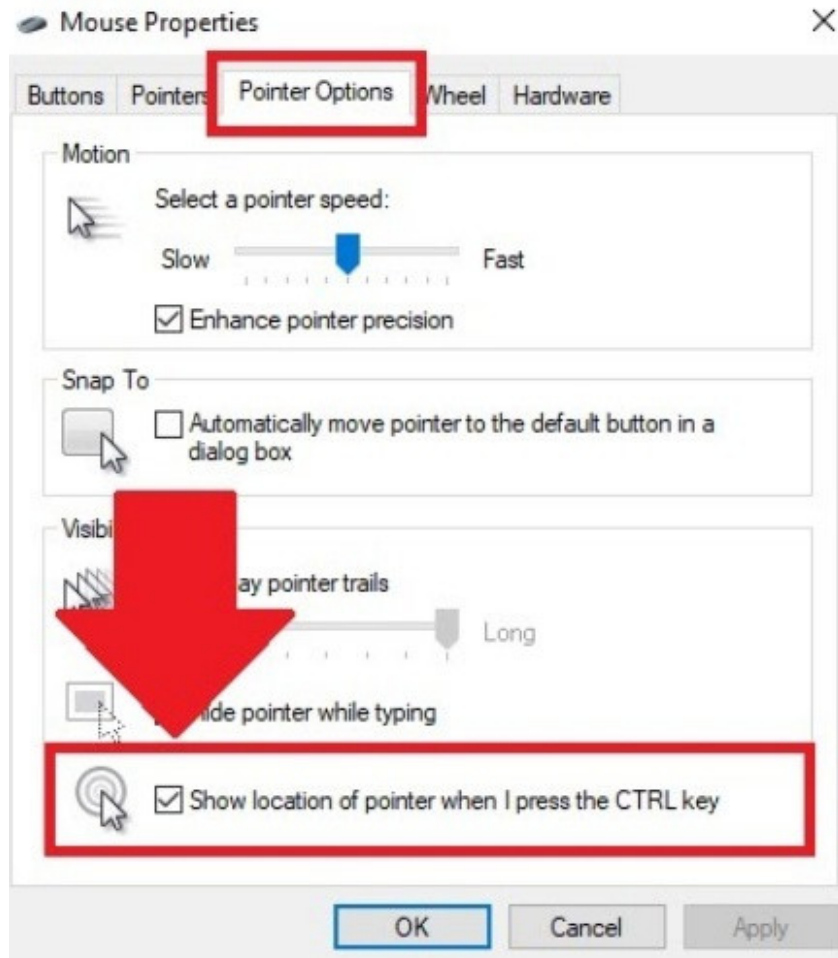 Mouse Properties
Buttons Pointers Pointer Options Wheel Hardware
Motion
Select a pointer speed:
Slow Fast
Enhance pointer precision
Snap To
Automatically move pointer to the default button in a
dialog box
pointer trails
Long
pointer while typing
Show location of pointer when I press the CTRL key
OK Cancel Apply